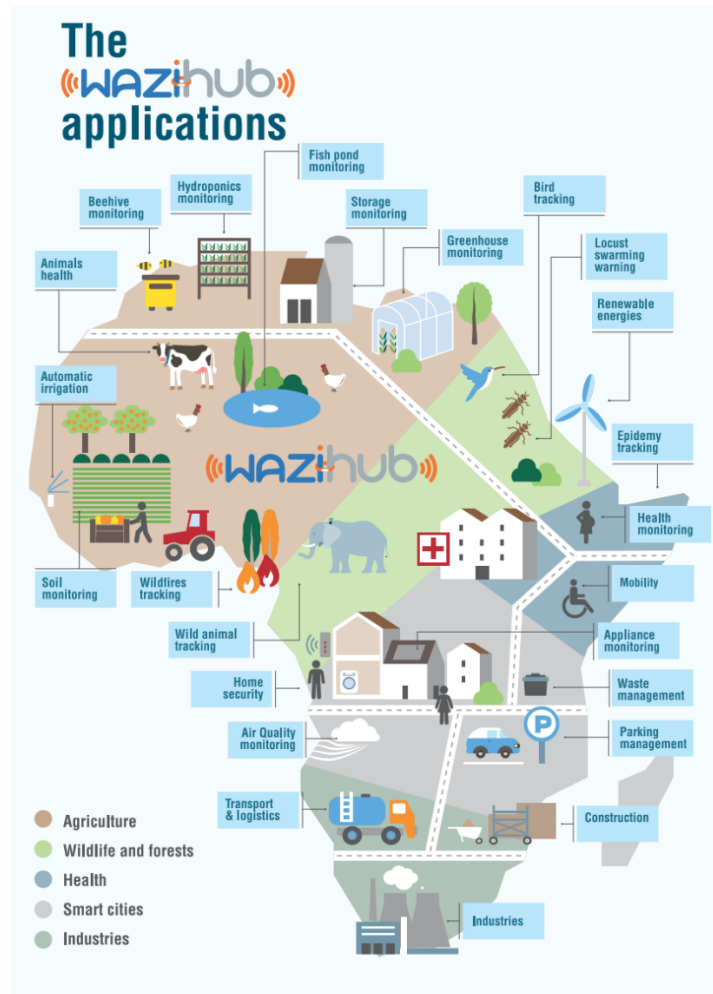 The
WAZIhub
applications
Fish pond
monitoring
Hydroponics
monitoring
Bird
tracking
Beehive
monitoring
Storage
monitoring
Greenhouse
monitoring
Locust
swarming
warning
Animals
health
Renewable
energies
Automatic
irrigation
Epidemy
tracking
WAZIhub
Health
monitoring
Soil
monitoring
Wildfires
tracking
Mobility
Wild animal
tracking
Appliance
monitoring
Home
security
Waste
management
Air Quality
monitoring
P
Parking
management
Transport
& logistics
Construction
Agriculture
Wildlife and forests
Health
Smart cities
Industries
Industries